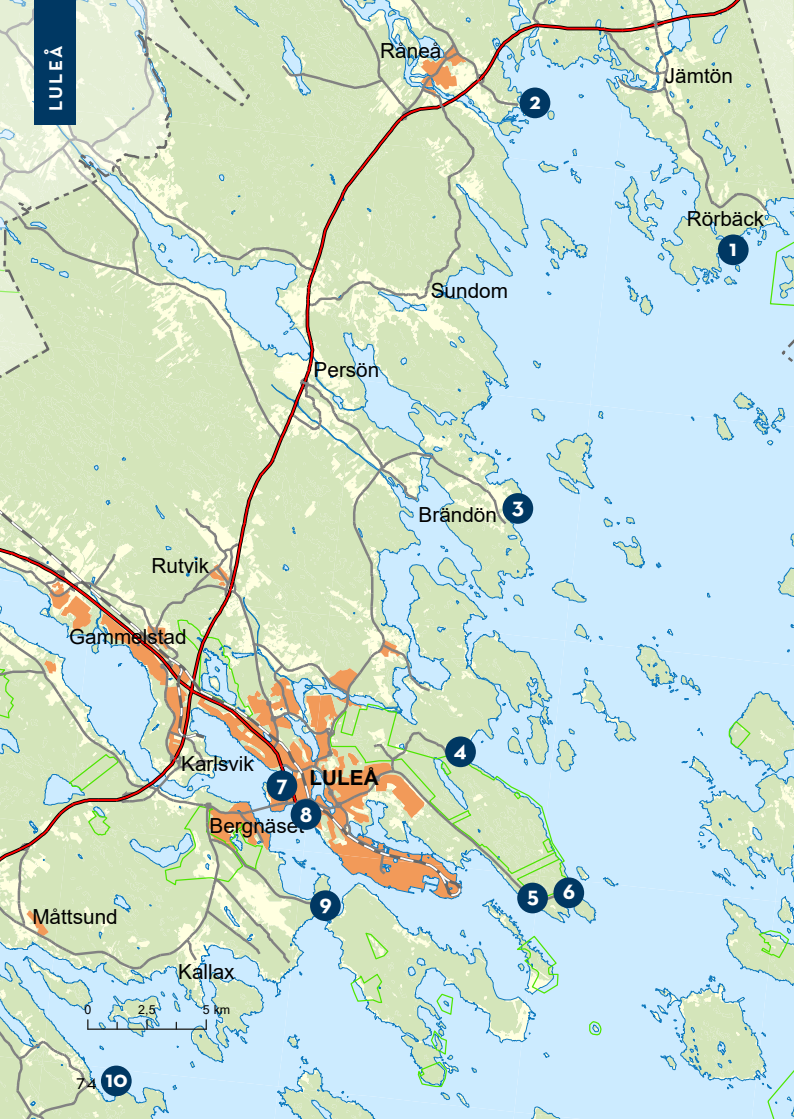 LULEÅ
Råneå
Jämtön
2
Rörbäck
1
Sundom
Persön
Brändön
3
Rutvik
Gammelstad
4
Karlsvik
LULEÅ
7
8
Bergnäset
5
6
9
Måttsund
Kallax
0 2,5 5 km
74
10